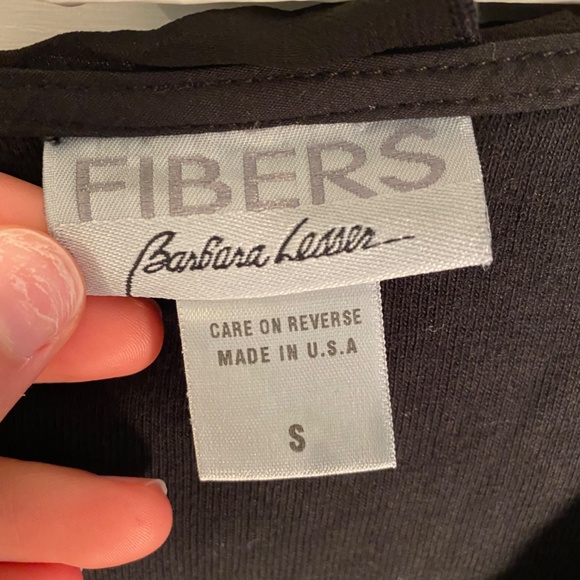 FIBERS
Barbara Lesser
CARE ON REVERSE
MADE IN U.S.A
S